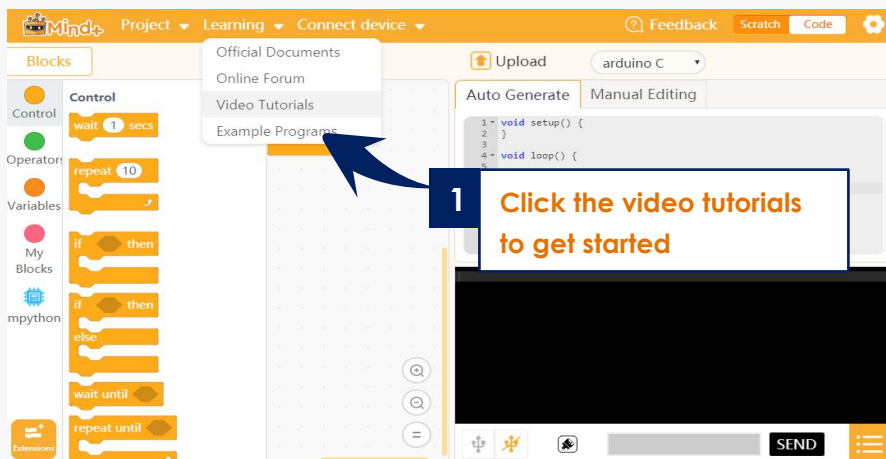 Mind+ Project Learning Connect device Feedback Scratch Code
Blocks
Official Documents
Online Forum
Video Tutorials
Example Programs
Upload arduino C
Auto Generate Manual Editing
Control
Operators
Variables
My
Blocks
mpython
Extensions
Control
wait 1 secs
repeat 10
if then
if then
else
wait until
repeat until
1 void setup() {
2 }
3
4 void loop() {
5
1 Click the video tutorials
to get started
=
SEND